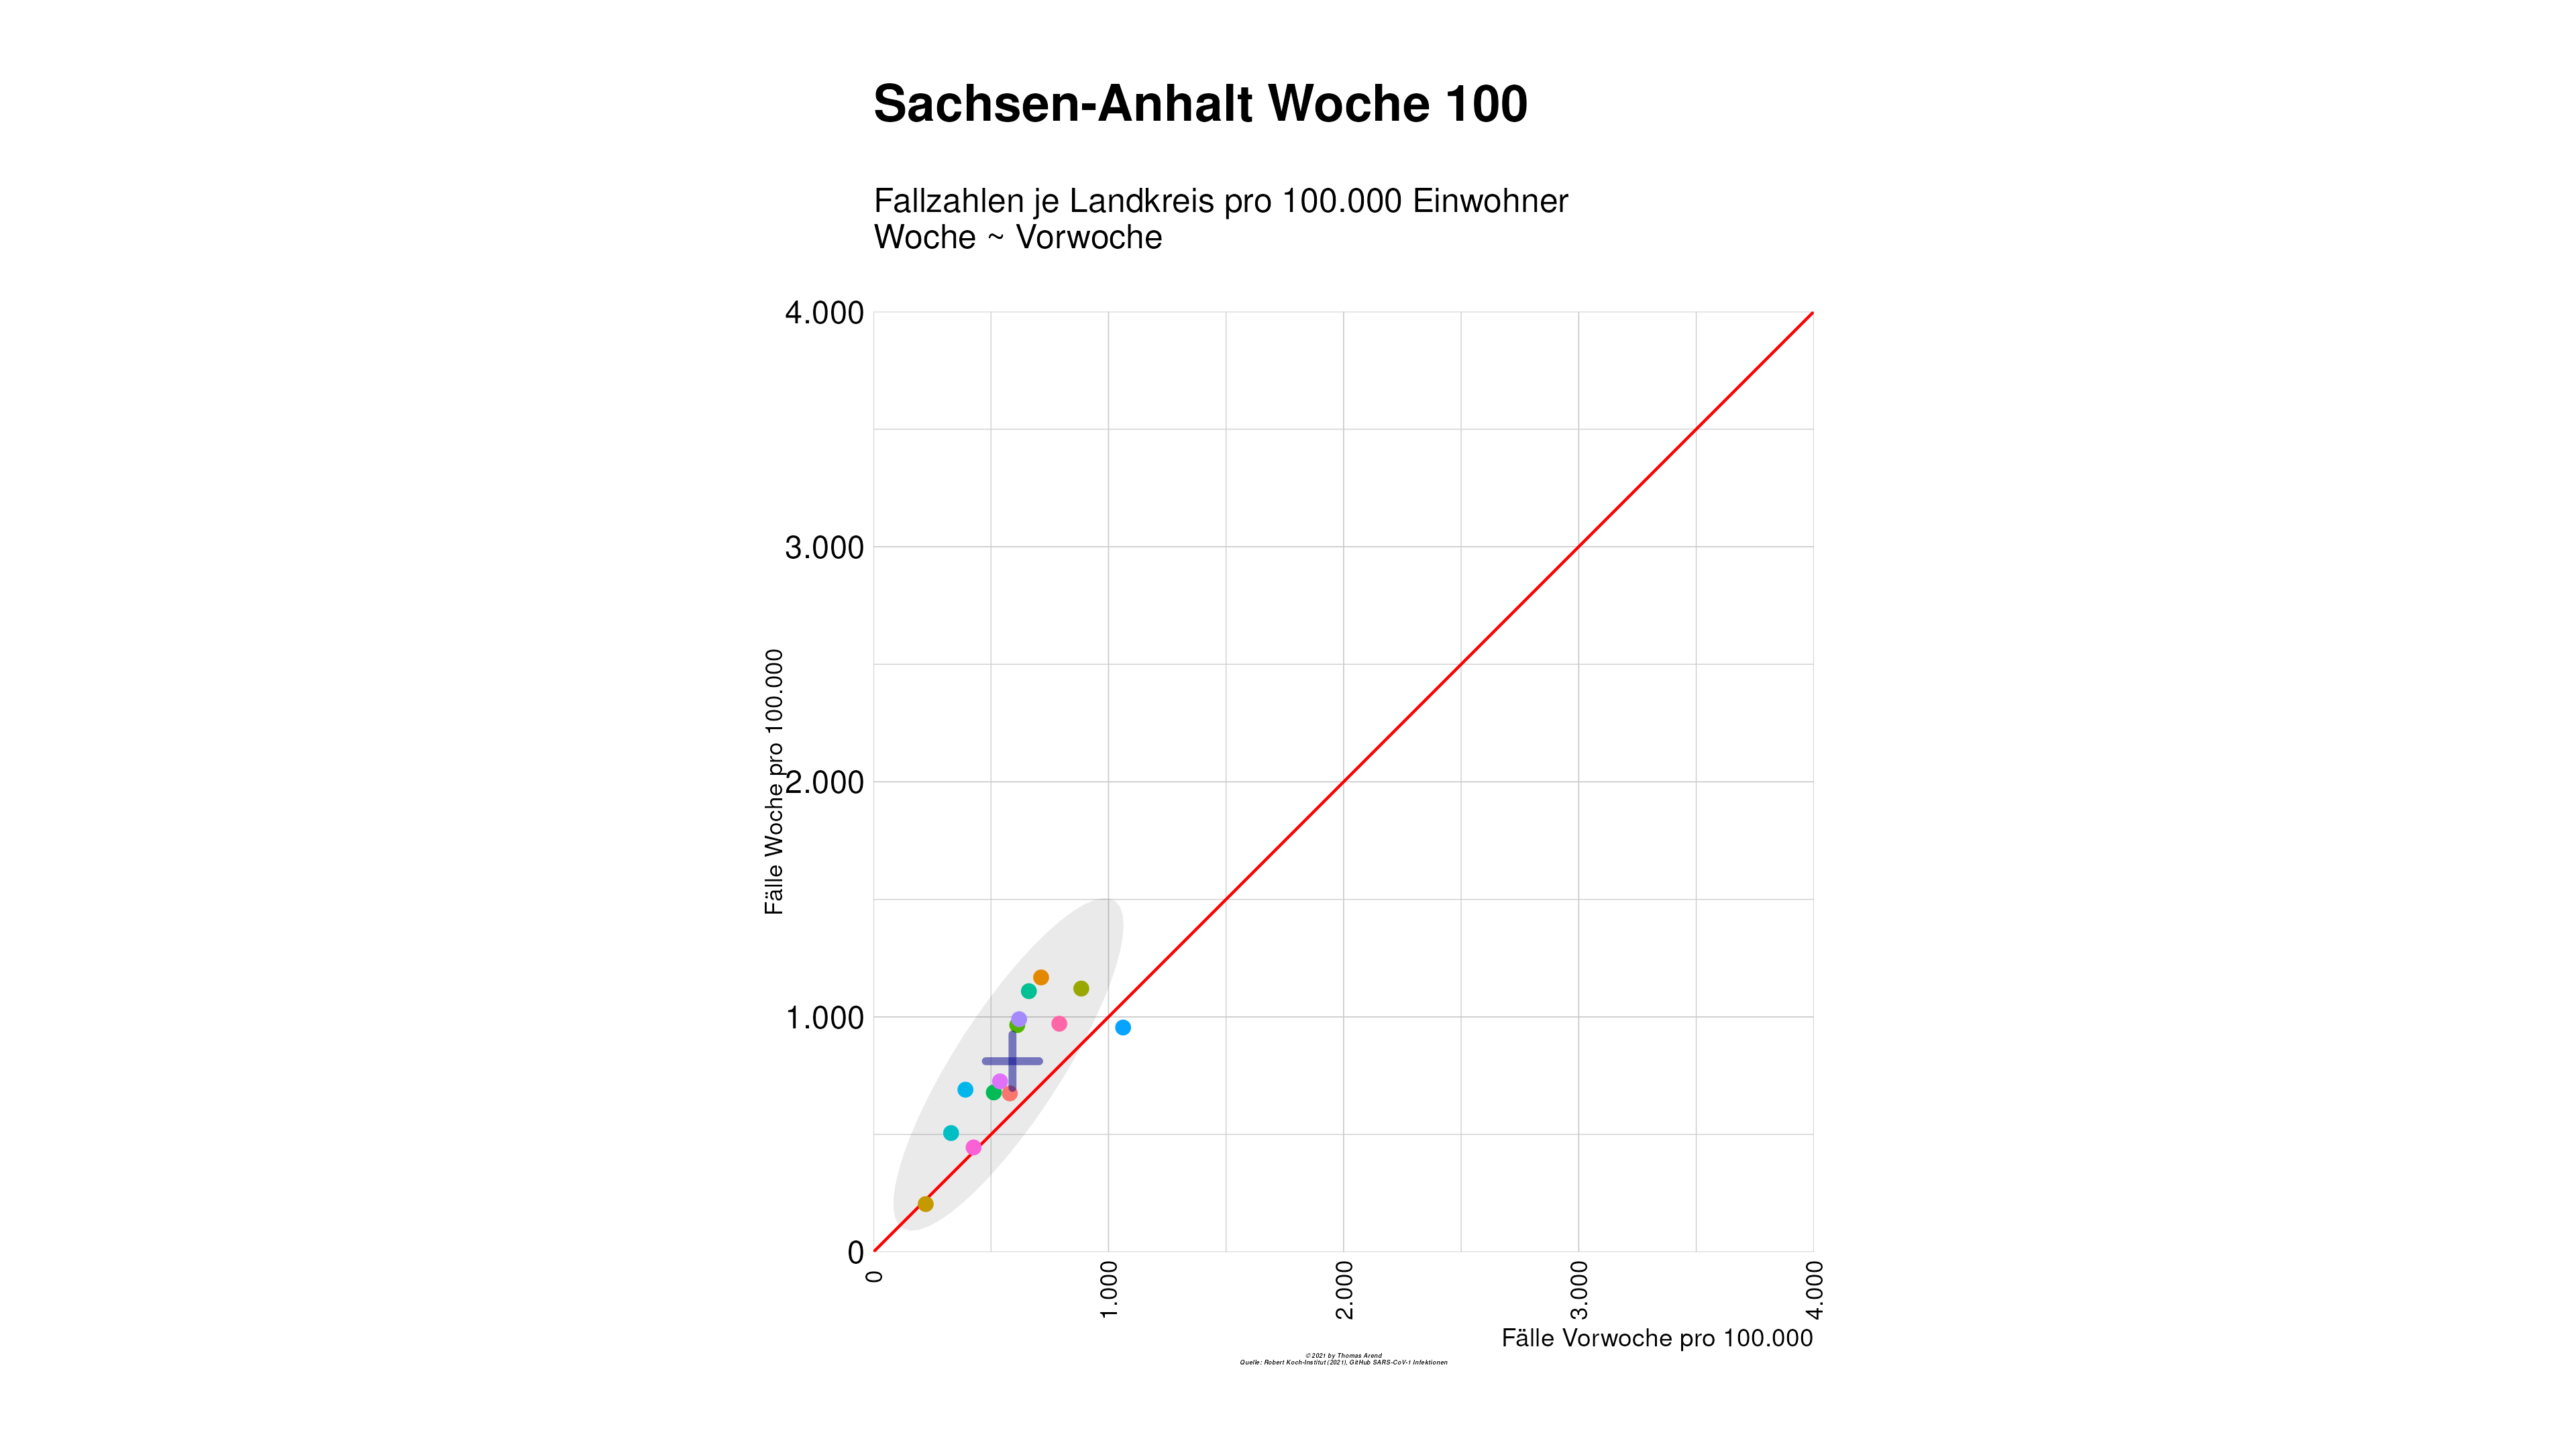 Sachsen-Anhalt Woche 100
Fallzahlen je Landkreis pro 100.000 Einwohner
Woche ~ Vorwoche
Fälle Woche pro 100.000
4.000
3.000
2.000
1.000
0
0
1.000
2.000
3.000
4.000
Fälle Vorwoche pro 100.000
© 2021 by Thomas Arend
Quelle: Robert Koch-Institut (2021), GitHub SARS-CoV-1 Infektionen